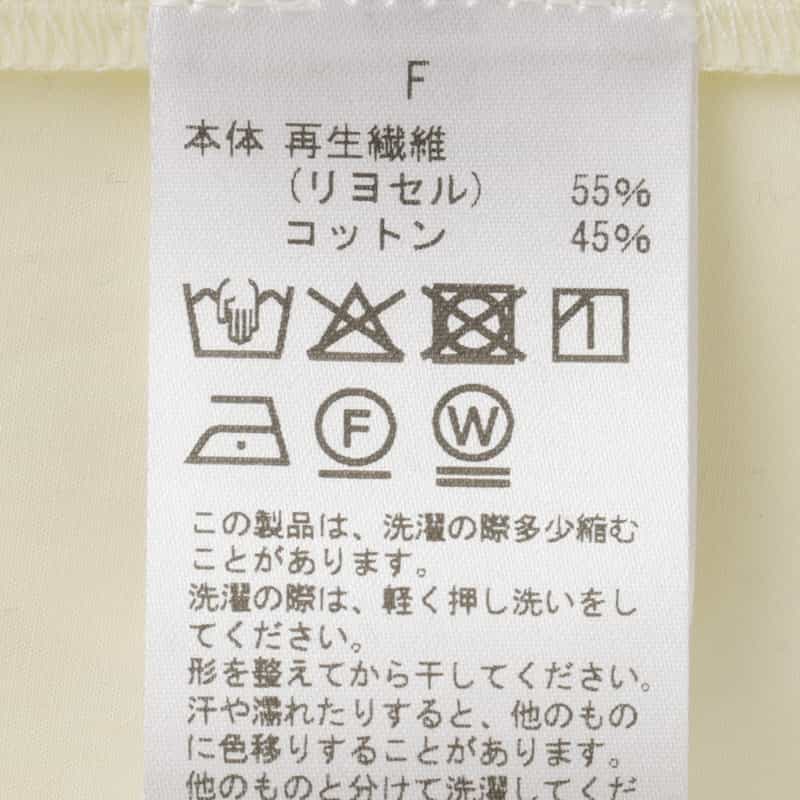 F
本体 再生繊維
（リヨセル） 55%
コットン 45%
F W
この製品は、洗濯の際多少縮む
ことがあります。
洗濯の際は、軽く押し洗いをし
てください。
形を整えてから干してください。
汗や濡れたりすると、他のもの
に色移りすることがあります。
他のものと分けて洗濯してくだ